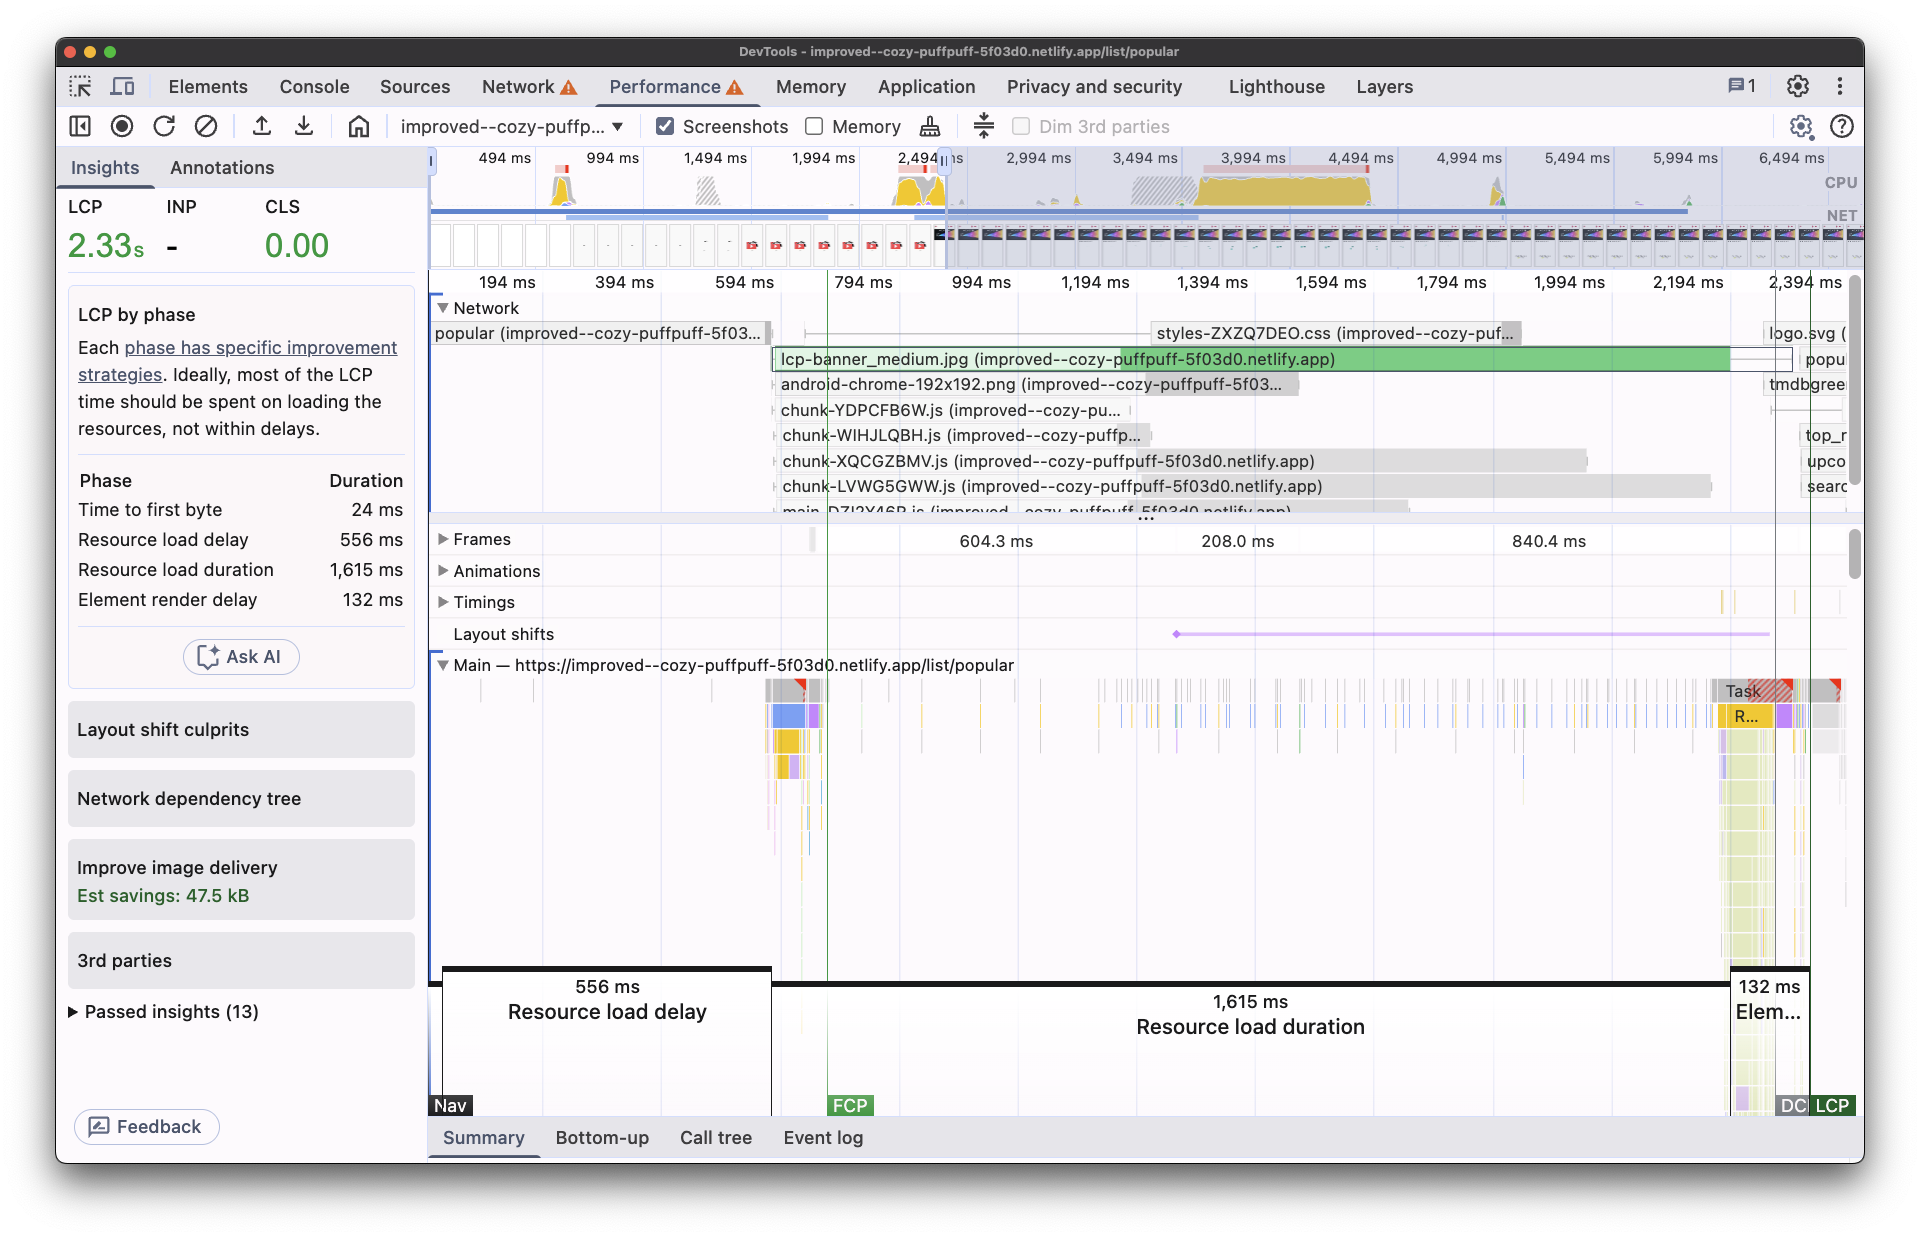 DevTools - improved--cozy-puffpuff-5f03d0.netlify.app/list/popular
Elements Console Sources Network Performance Memory Application Privacy and security Lighthouse Layers 1
improved--cozy-puffp... Screenshots Memory Dim 3rd parties
Insights Annotations
LCP INP CLS
2.33s - 0.00
LCP by phase
Each phase has specific improvement
strategies. Ideally, most of the LCP
time should be spent on loading the
resources, not within delays.
Phase Duration
Time to first byte 24 ms
Resource load delay 556 ms
Resource load duration 1,615 ms
Element render delay 132 ms
Ask AI
Layout shift culprits
Network dependency tree
Improve image delivery
Est savings: 47.5 kB
3rd parties
Passed insights (13)
Feedback
494 ms 994 ms 1,494 ms 1,994 ms 2,494 ms 2,994 ms 3,494 ms 3,994 ms 4,494 ms 4,994 ms 5,494 ms 5,994 ms 6,494 ms
CPU
NET
194 ms 394 ms 594 ms 794 ms 994 ms 1,194 ms 1,394 ms 1,594 ms 1,794 ms 1,994 ms 2,194 ms 2,394 ms
Network
popular (improved--cozy-puffpuff-5f03... styles-ZXZQ7DEO.css (improved--cozy-puf... logo.svg (
lcp-banner_medium.jpg (improved--cozy-puffpuff-5f03d0.netlify.app) popu
android-chrome-192x192.png (improved--cozy-puffpuff-5f03... tmdbgree
chunk-YDPCFB6W.js (improved--cozy-pu...
chunk-WIHJLQBH.js (improved--cozy-puffp... top_r
chunk-XQCGZBMV.js (improved--cozy-puffpuff-5f03d0.netlify.app) upco
chunk-LVWG5GWW.js (improved--cozy-puffpuff-5f03d0.netlify.app) searc
(improved--cozy-puffpuff-5f03d0.netlify.app)
Frames 604.3 ms 208.0 ms 840.4 ms
Animations
Timings
Layout shifts
Main — https://improved--cozy-puffpuff-5f03d0.netlify.app/list/popular
Task
R...
556 ms
Resource load delay
1,615 ms
Resource load duration
132 ms
Elem...
Nav FCP DC LCP
Summary Bottom-up Call tree Event log